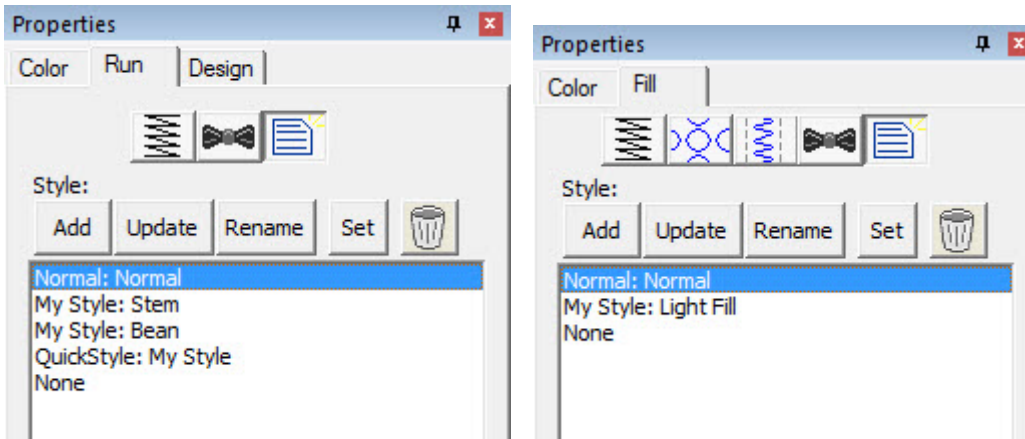 Properties
Color Run Design
Style:
Add Update Rename Set
Normal: Normal
My Style: Stem
My Style: Bean
QuickStyle: My Style
None
Properties
Color Fill
Style:
Add Update Rename Set
Normal: Normal
My Style: Light Fill
None